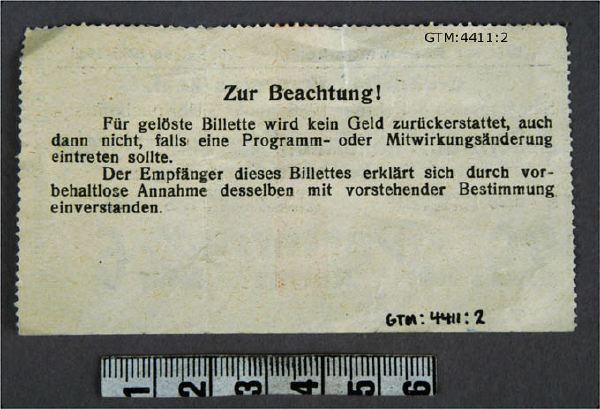 GTM:4411:2
Zur Beachtung!
Für gelöste Billette wird kein Geld zurückerstattet, auch
dann nicht, falls eine Programm- oder Mitwirkungsänderung
eintreten sollte.
Der Empfänger dieses Billettes erklärt sich durch vor-
behaltlose Annahme desselben mit vorstehender Bestimmung
einverstanden.
GTM:4411:2
1 2 3 4 5 6